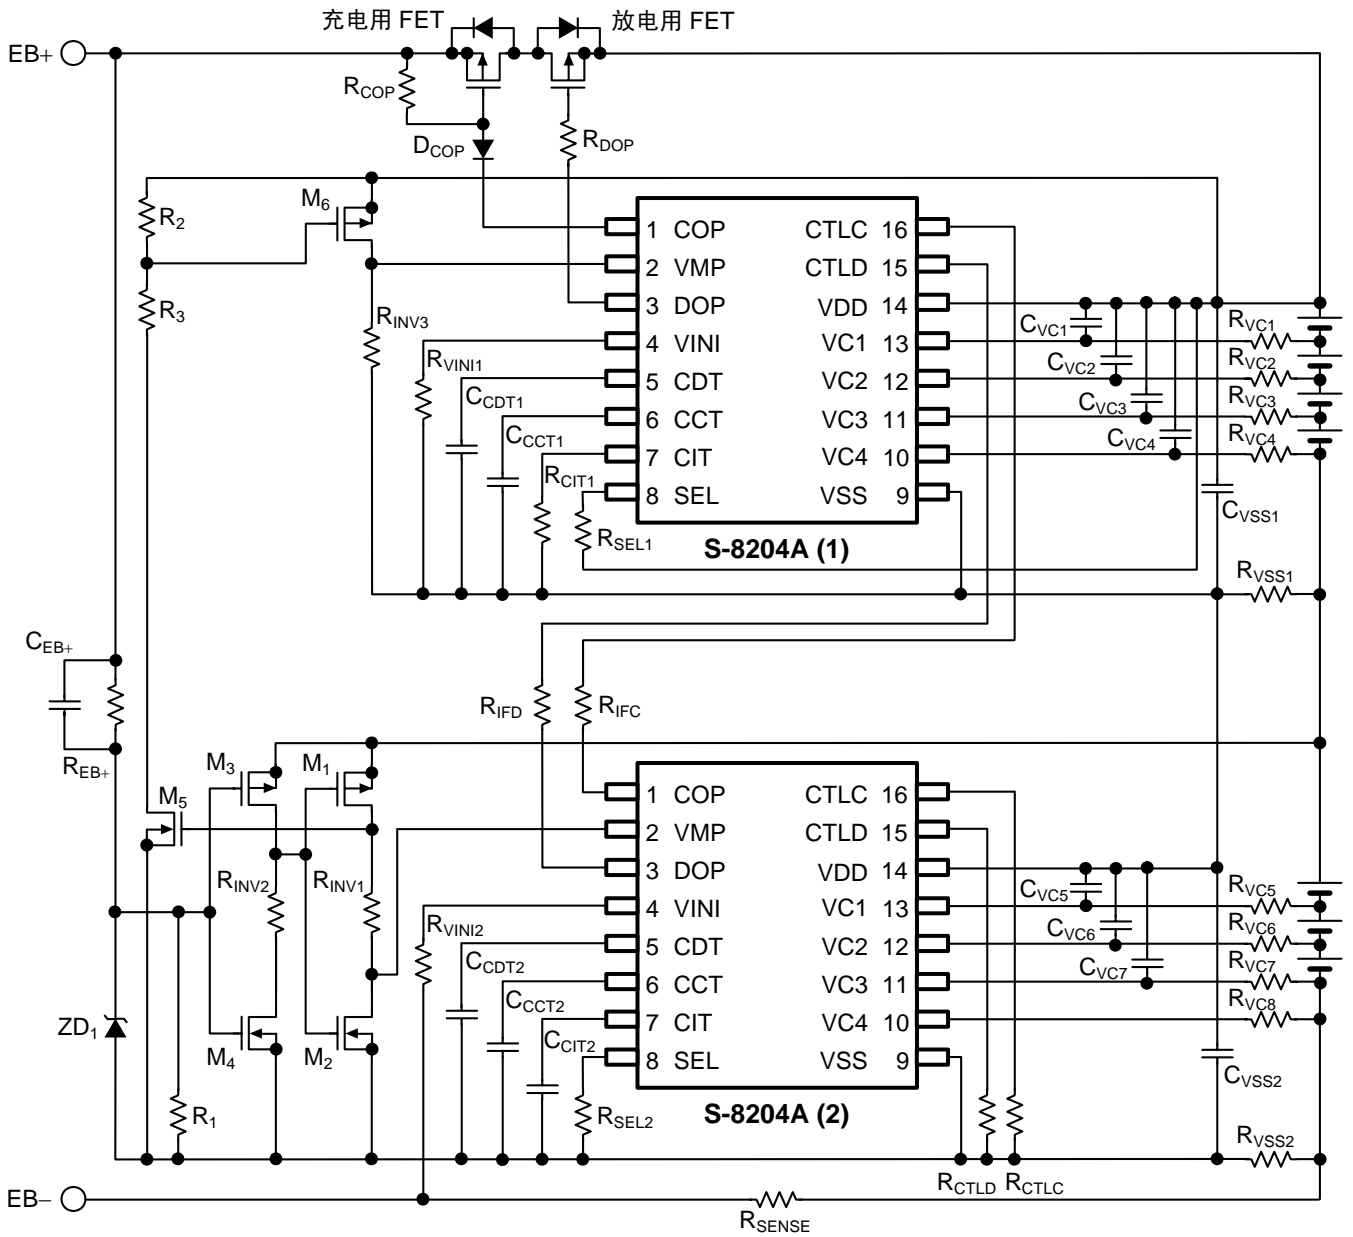 充电用 FET
放电用 FET
EB+
RCOP
DCOP
RDOP
M6
R2
R3
RINV3
1 COP
2 VMP
3 DOP
4 VINI
5 CDT
6 CCT
7 CIT
8 SEL
CTLC 16
CTLD 15
VDD 14
VC1 13
VC2 12
VC3 11
VC4 10
VSS 9
RVINI1
CCDT1
CCCT1
RCIT1
RSEL1
S-8204A (1)
CVC1
CVC2
CVC3
CVC4
RVC1
RVC2
RVC3
RVC4
CVSS1
RVSS1
CEB+
REB+
RIFD
RIFC
M3
M1
M5
RINV2
RINV1
1 COP
2 VMP
3 DOP
4 VINI
5 CDT
6 CCT
7 CIT
8 SEL
CTLC 16
CTLD 15
VDD 14
VC1 13
VC2 12
VC3 11
VC4 10
VSS 9
RVINI2
CCDT2
CCCT2
CCIT2
RSEL2
S-8204A (2)
CVC5
CVC6
CVC7
RVC5
RVC6
RVC7
RVC8
CVSS2
RVSS2
ZD1
M4
M2
R1
RCTLD
RCTLC
EB−
RSENSE